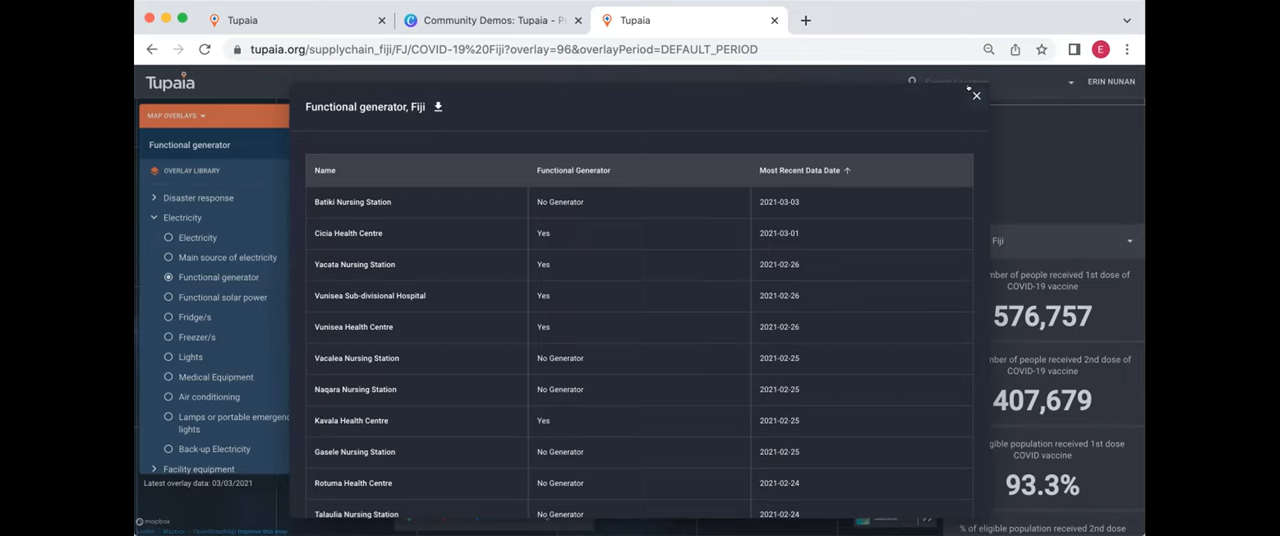 Tupaia
Community Demos: Tupaia - P
Tupaia
tupaia.org/supplychain_fiji/FJ/COVID-19%20Fiji?overlay=96&overlayPeriod=DEFAULT_PERIOD
E
Tupaia
ERIN NUNAN
MAP OVERLAYS
Functional generator
OVERLAY LIBRARY
Disaster response
Electricity
Electricity
Main source of electricity
Functional generator
Functional solar power
Fridge/s
Freezer/s
Lights
Medical Equipment
Air conditioning
Lamps or portable emergenc
lights
Back-up Electricity
Facility equipment
Latest overlay data: 03/03/2021
mapbox
Improve this map
Functional generator, Fiji
Name Functional Generator Most Recent Data Date
Batiki Nursing Station No Generator 2021-03-03
Cicia Health Centre Yes 2021-03-01
Yacata Nursing Station Yes 2021-02-26
Vunisea Sub-divisional Hospital Yes 2021-02-26
Vunisea Health Centre Yes 2021-02-26
Vacalea Nursing Station No Generator 2021-02-25
Naqara Nursing Station No Generator 2021-02-25
Kavala Health Centre Yes 2021-02-25
Gasele Nursing Station No Generator 2021-02-25
Rotuma Health Centre No Generator 2021-02-24
Talaulia Nursing Station No Generator 2021-02-24
Fiji
mber of people received 1st dose of
COVID-19 vaccine
576,757
mber of people received 2nd dose of
COVID-19 vaccine
407,679
gible population received 1st dose
COVID vaccine
93.3%
% of eligible population received 2nd dose